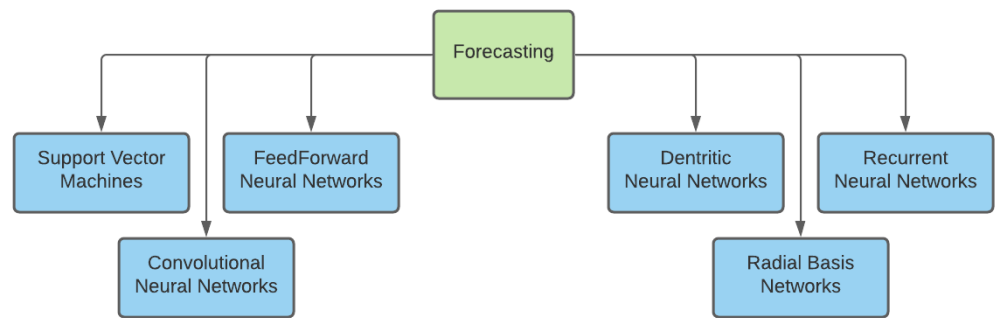 Forecasting
Support Vector
Machines
FeedForward
Neural Networks
Dentritic
Neural Networks
Recurrent
Neural Networks
Convolutional
Neural Networks
Radial Basis
Networks